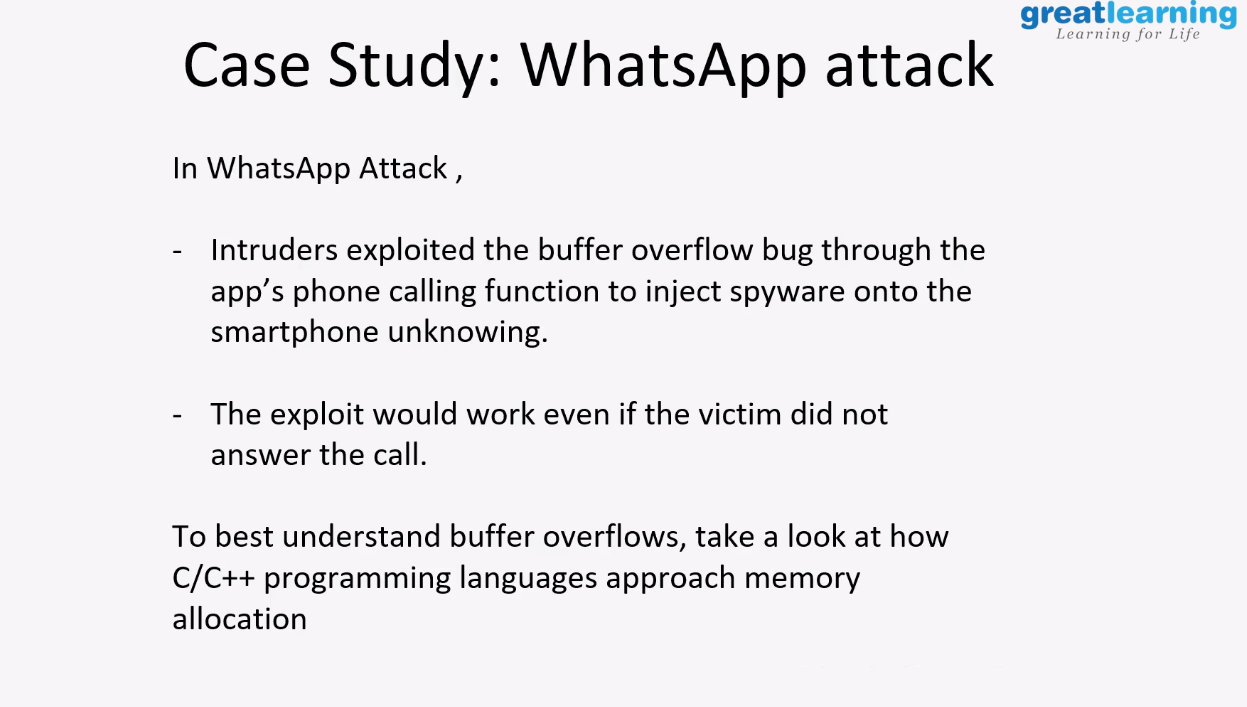 greatlearning
Learning for Life
Case Study: WhatsApp attack
In WhatsApp Attack ,
- Intruders exploited the buffer overflow bug through the
app’s phone calling function to inject spyware onto the
smartphone unknowing.
- The exploit would work even if the victim did not
answer the call.
To best understand buffer overflows, take a look at how
C/C++ programming languages approach memory
allocation